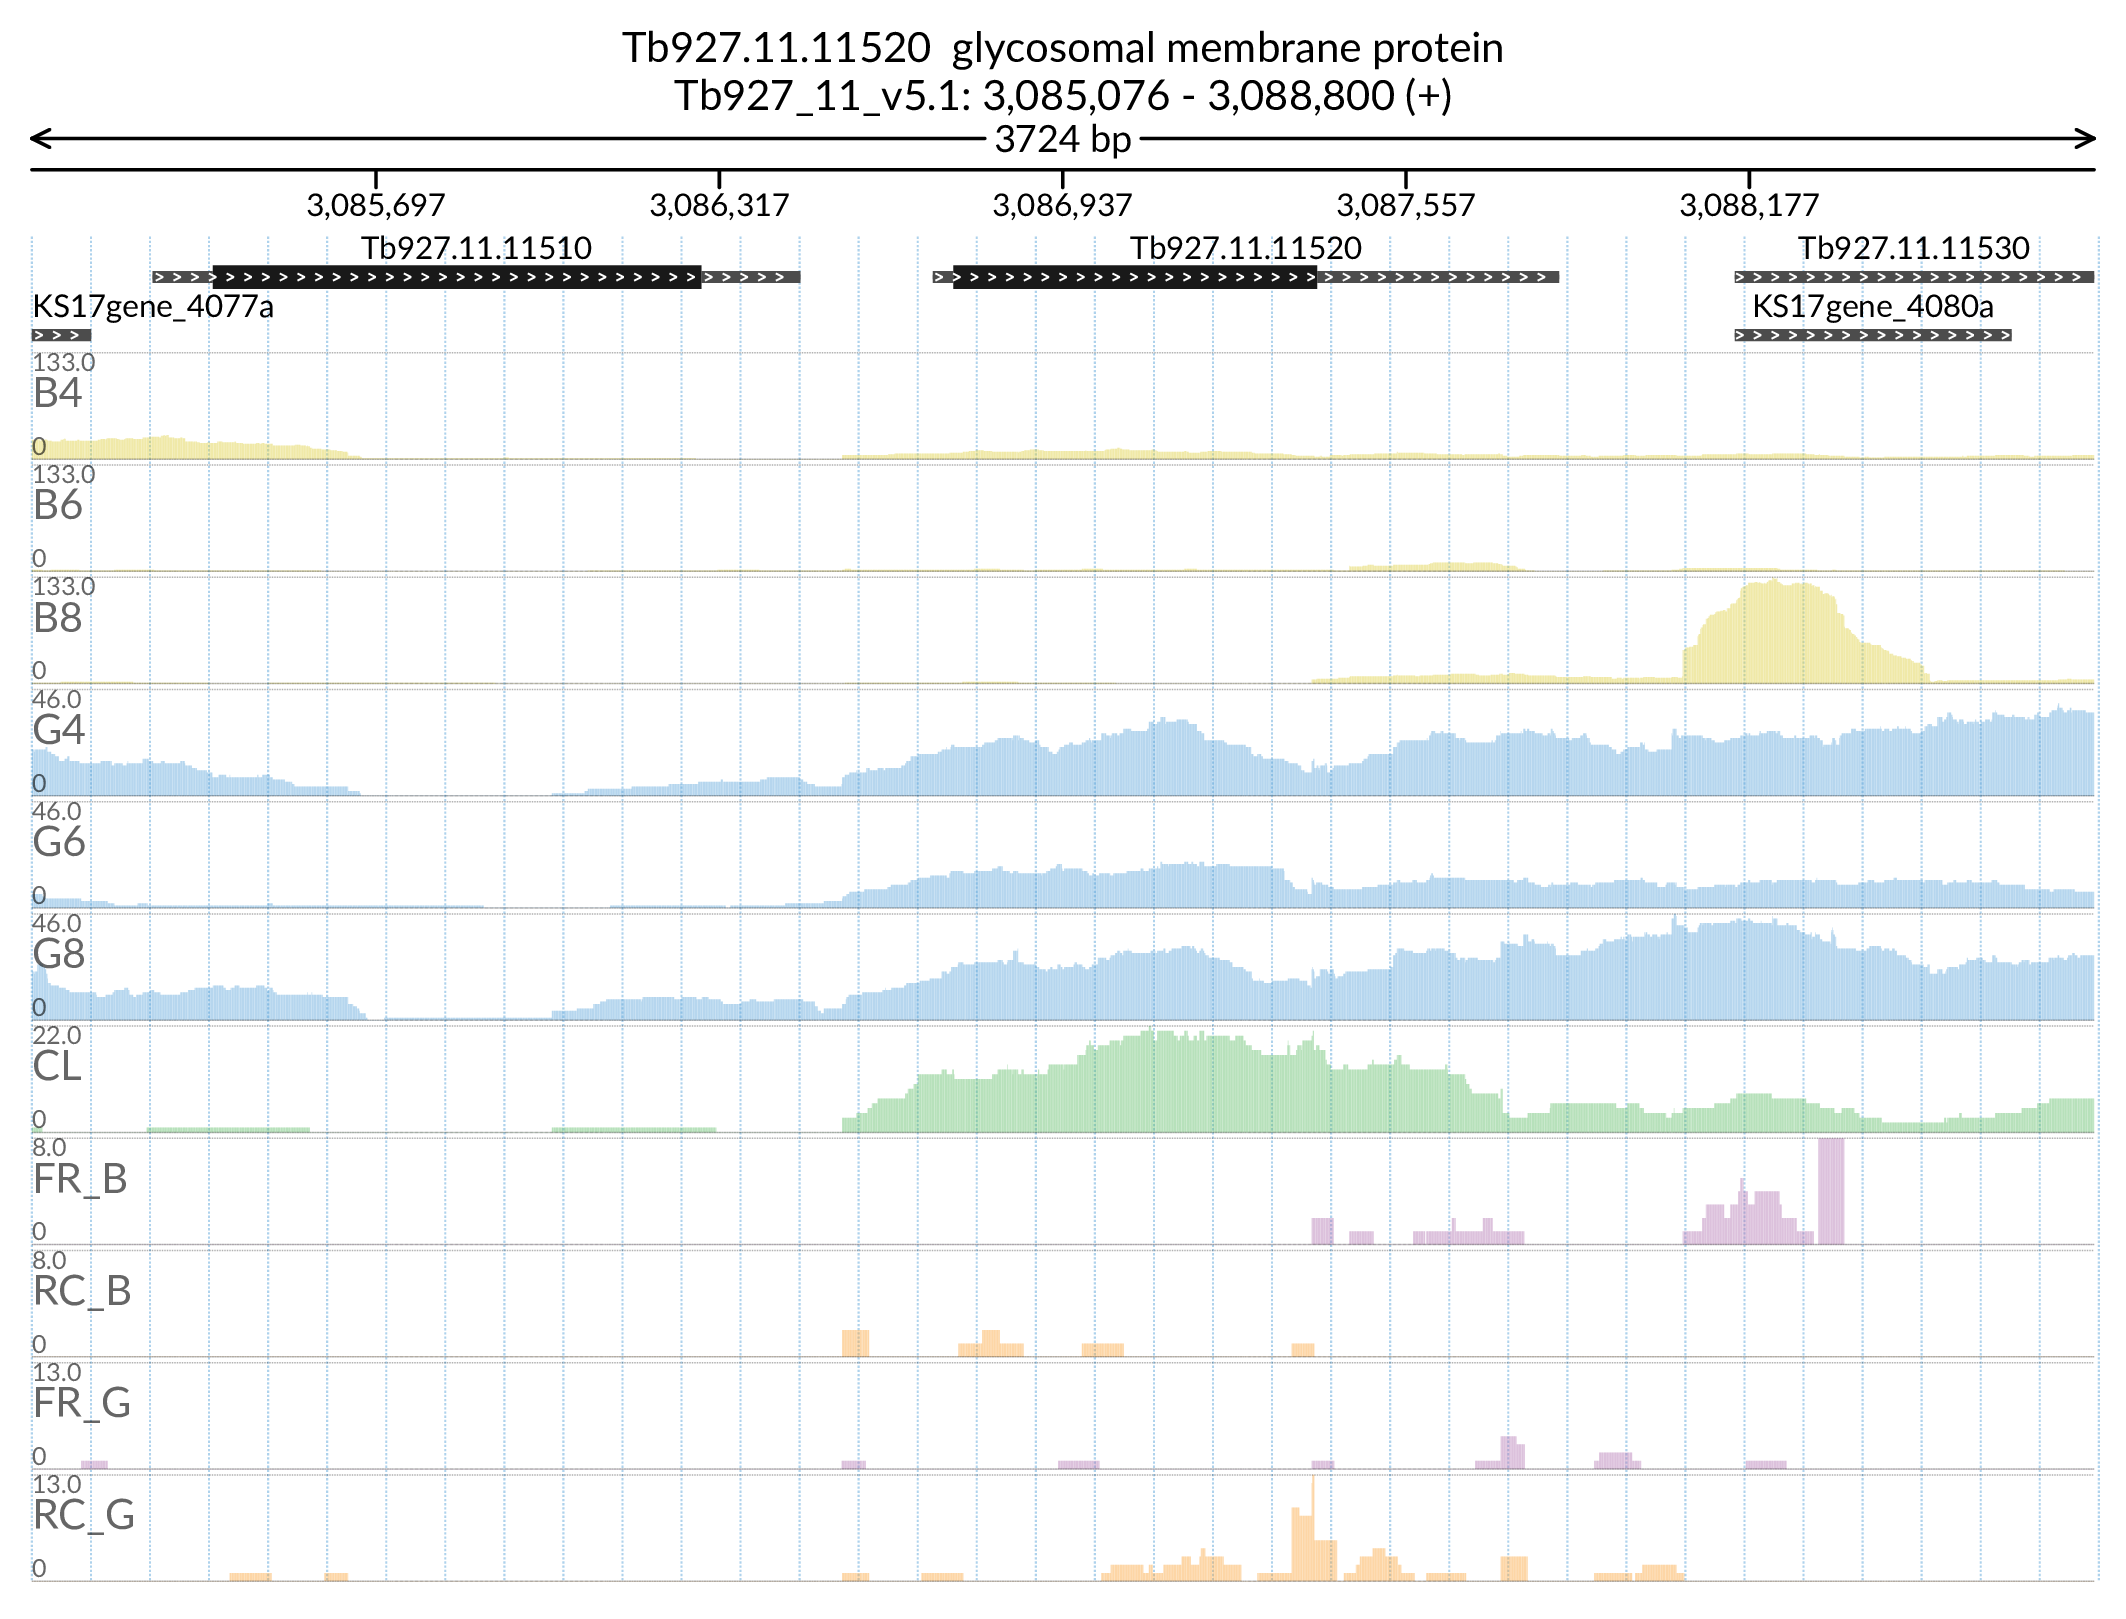 Tb927.11.11520  glycosomal membrane protein
Tb927_11_v5.1: 3,085,076 - 3,088,800 (+)
3724 bp
3,085,697 3,086,317 3,086,937 3,087,557 3,088,177
Tb927.11.11510 Tb927.11.11520 Tb927.11.11530
KS17gene_4077a KS17gene_4080a
133.0
B4
0
133.0
B6
0
133.0
B8
0
46.0
G4
0
46.0
G6
0
46.0
G8
0
22.0
CL
0
8.0
FR_B
0
8.0
RC_B
0
13.0
FR_G
0
13.0
RC_G
0